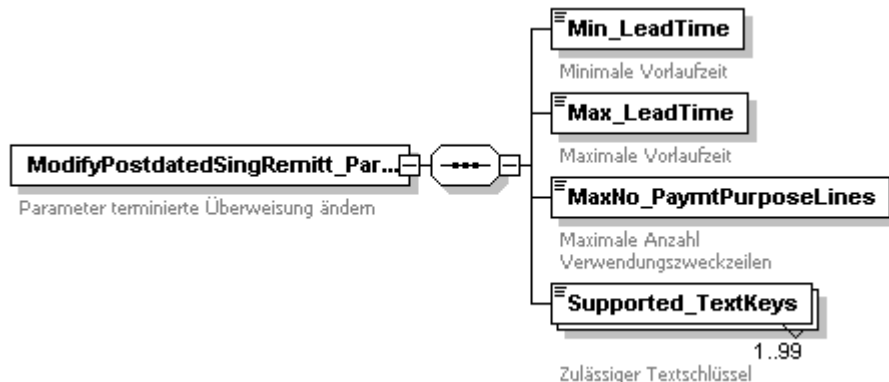 Min_LeadTime
Minimale Vorlaufzeit
Max_LeadTime
Maximale Vorlaufzeit
ModifyPostdatedSingRemitt_Par...
Parameter terminierte Überweisung ändern
MaxNo_PaymtPurposeLines
Maximale Anzahl
Verwendungszweckzeilen
Supported_TextKeys
1..99
Zulässiger Textschlüssel